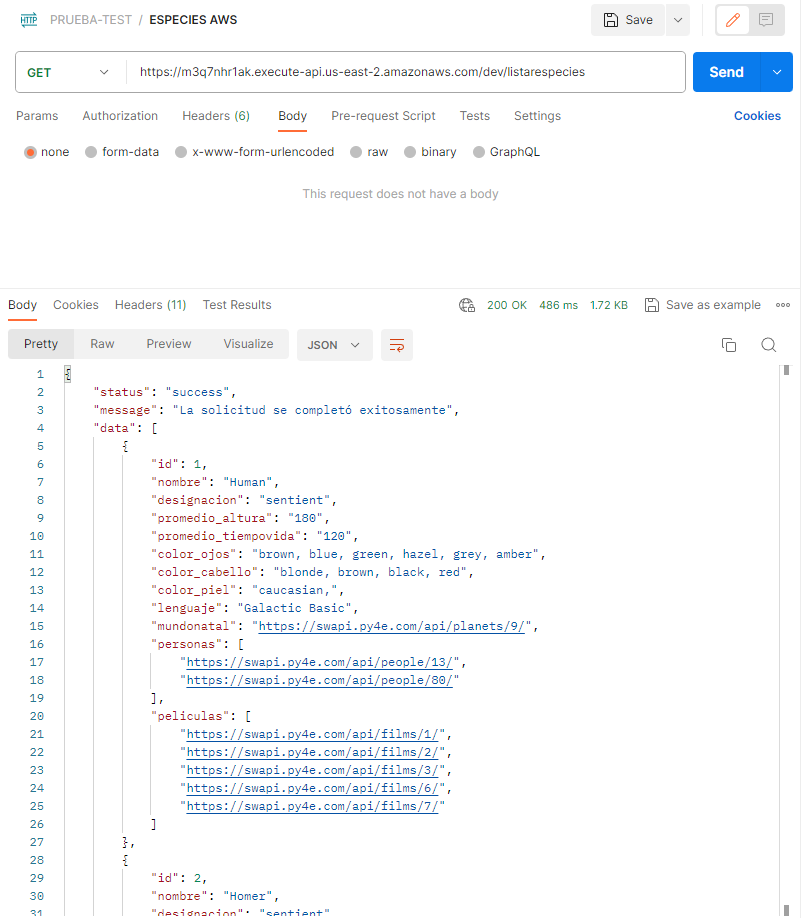 HTTP PRUEBA-TEST / ESPECIES AWS Save
GET https://m3q7nhr1ak.execute-api.us-east-2.amazonaws.com/dev/listarespecies Send
Params Authorization Headers (6) Body Pre-request Script Tests Settings Cookies
none form-data x-www-form-urlencoded raw binary GraphQL
This request does not have a body
Body Cookies Headers (11) Test Results 200 OK 486 ms 1.72 KB Save as example
Pretty Raw Preview Visualize JSON
1 {
2 "status": "success",
3 "message": "La solicitud se completó exitosamente",
4 "data": [
5 {
6 "id": 1,
7 "nombre": "Human",
8 "designacion": "sentient",
9 "promedio_altura": "180",
10 "promedio_tiempovida": "120",
11 "color_ojos": "brown, blue, green, hazel, grey, amber",
12 "color_cabello": "blonde, brown, black, red",
13 "color_piel": "caucasian,",
14 "lenguaje": "Galactic Basic",
15 "mundonatal": "https://swapi.py4e.com/api/planets/9/",
16 "personas": [
17 "https://swapi.py4e.com/api/people/13/",
18 "https://swapi.py4e.com/api/people/80/"
19 ],
20 "peliculas": [
21 "https://swapi.py4e.com/api/films/1/",
22 "https://swapi.py4e.com/api/films/2/",
23 "https://swapi.py4e.com/api/films/3/",
24 "https://swapi.py4e.com/api/films/6/",
25 "https://swapi.py4e.com/api/films/7/"
26 ]
27 },
28 {
29 "id": 2,
30 "nombre": "Homer",
31 "designacion": "sentient"